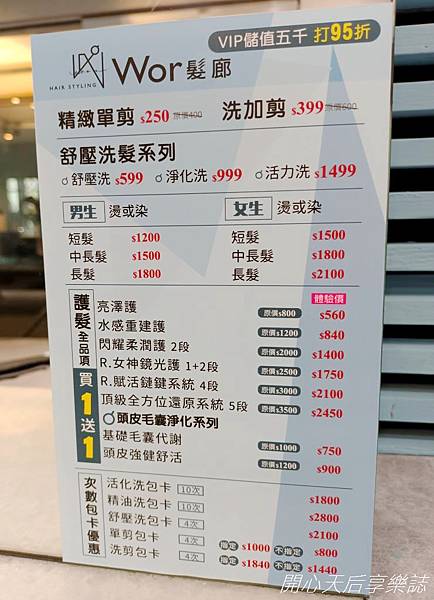 VIP儲值五千 打95折
HAIR STYLING
Wor髮廊
精緻單剪 $250 原價400 洗加剪 $399 原價600
舒壓洗髮系列
舒壓洗 $599 淨化洗 $999 活力洗 $1499
男生 燙或染 女生 燙或染
短髮 $1200 短髮 $1500
中長髮 $1500 中長髮 $1800
長髮 $1800 長髮 $2100
護髮全品項買1送1
體驗價
亮澤護 原價$800 $560
水感重建護 原價$1200 $840
閃耀柔潤護 2段 原價$2000 $1400
R.女神鏡光護 1+2段 原價$2500 $1750
R.賦活鏈鍵系統 4段 原價$3000 $2100
頂級全方位還原系統 5段 原價$3500 $2450
頭皮毛囊淨化系列
基礎毛囊代謝 原價$1000 $750
頭皮強健舒活 原價$1200 $900
次數包卡優惠
活化洗包卡 10次 $1800
精油洗包卡 10次 $2800
舒壓洗包卡 4次 $2100
單剪包卡 4次 指定 $1000 不指定 $800
洗剪包卡 4次 指定 $1840 不指定 $1440
開心天后享樂誌